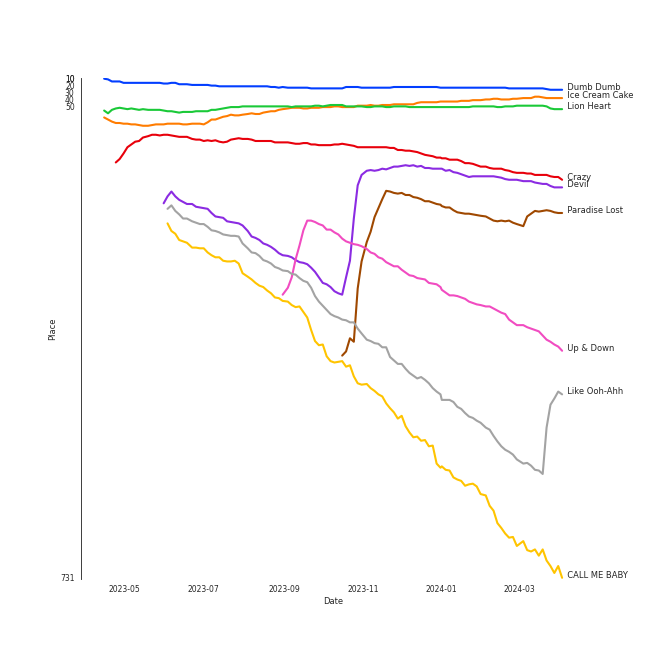 10
20
30
40
50
Dumb Dumb
Ice Cream Cake
Lion Heart
Crazy
Devil
Paradise Lost
Place
Up & Down
Like Ooh-Ahh
CALL ME BABY
731
2023-05
2023-07
2023-09
2023-11
2024-01
2024-03
Date